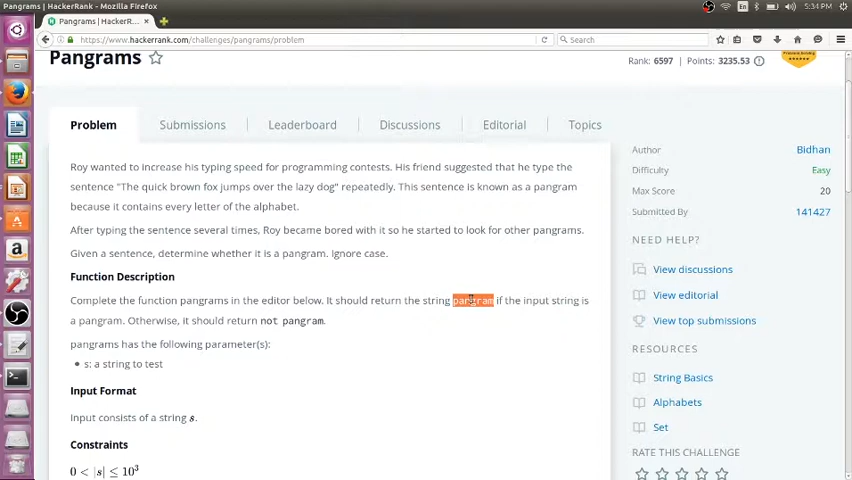 Pangrams | HackerRank - Mozilla Firefox
En
5:34 PM
Pangrams | HackerR...
https://www.hackerrank.com/challenges/pangrams/problem
Search
Pangrams
Rank: 6597 | Points: 3235.53
Problem
Submissions
Leaderboard
Discussions
Editorial
Topics
Roy wanted to increase his typing speed for programming contests. His friend suggested that he type the
sentence "The quick brown fox jumps over the lazy dog" repeatedly. This sentence is known as a pangram
because it contains every letter of the alphabet.
After typing the sentence several times, Roy became bored with it so he started to look for other pangrams.
Given a sentence, determine whether it is a pangram. Ignore case.
Function Description
Complete the function pangrams in the editor below. It should return the string pangram if the input string is
a pangram. Otherwise, it should return not pangram.
pangrams has the following parameter(s):
• s: a string to test
Input Format
Input consists of a string s.
Constraints
0 < |s| ≤ 10³
Author
Bidhan
Difficulty
Easy
Max Score
20
Submitted By
141427
NEED HELP?
View discussions
View editorial
View top submissions
RESOURCES
String Basics
Alphabets
Set
RATE THIS CHALLENGE